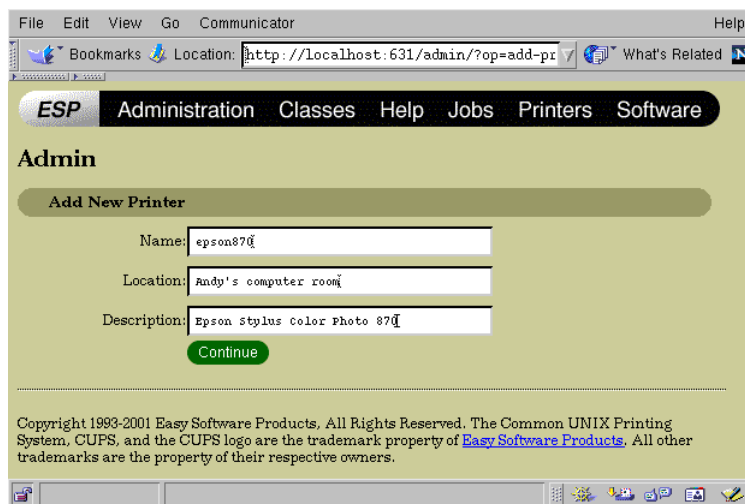 File Edit View Go Communicator Help
Bookmarks Location: http://localhost:631/admin/?op=add-pr What's Related N
ESP Administration Classes Help Jobs Printers Software
Admin
Add New Printer
Name: epson870
Location: Andy's computer room
Description: Epson Stylus Color Photo 870
Continue
Copyright 1993-2001 Easy Software Products, All Rights Reserved. The Common UNIX Printing
System, CUPS, and the CUPS logo are the trademark property of Easy Software Products. All other
trademarks are the property of their respective owners.